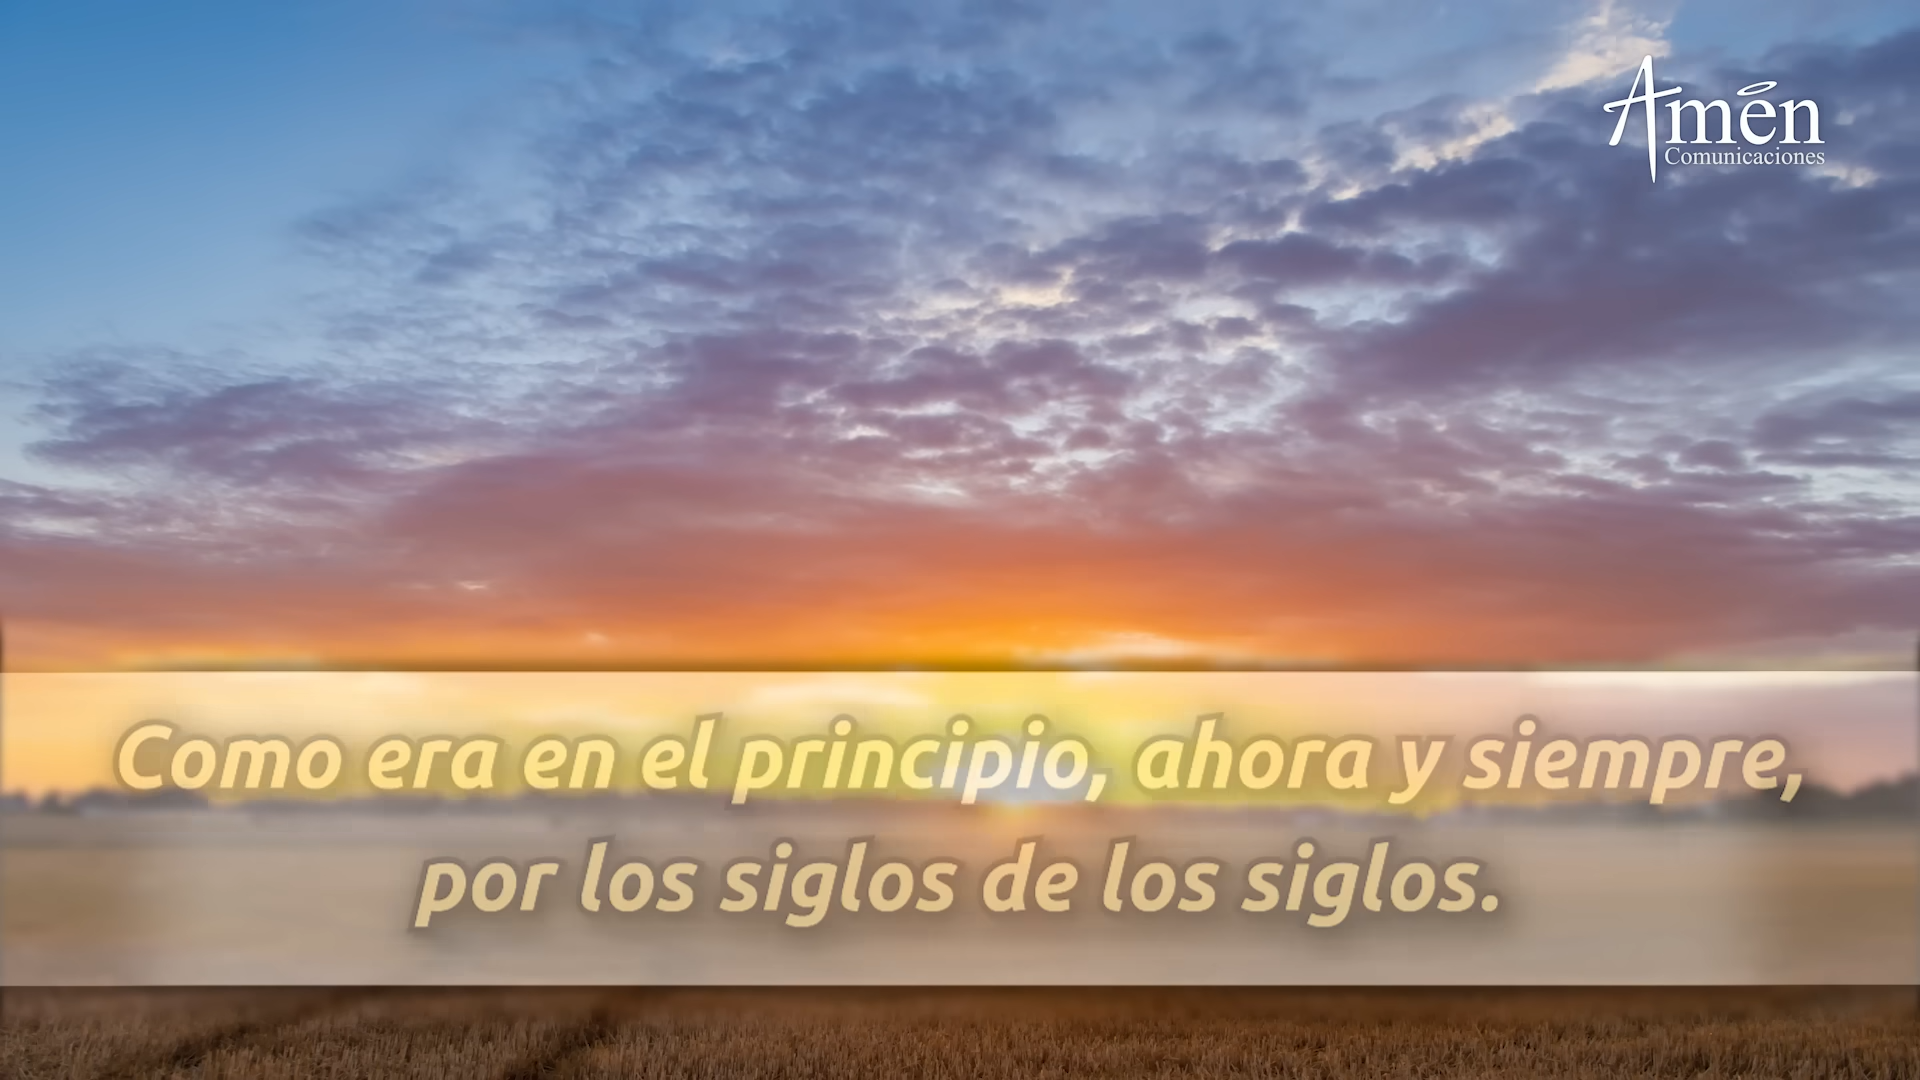 Amén
Comunicaciones
Como era en el principio, ahora y siempre,
por los siglos de los siglos.